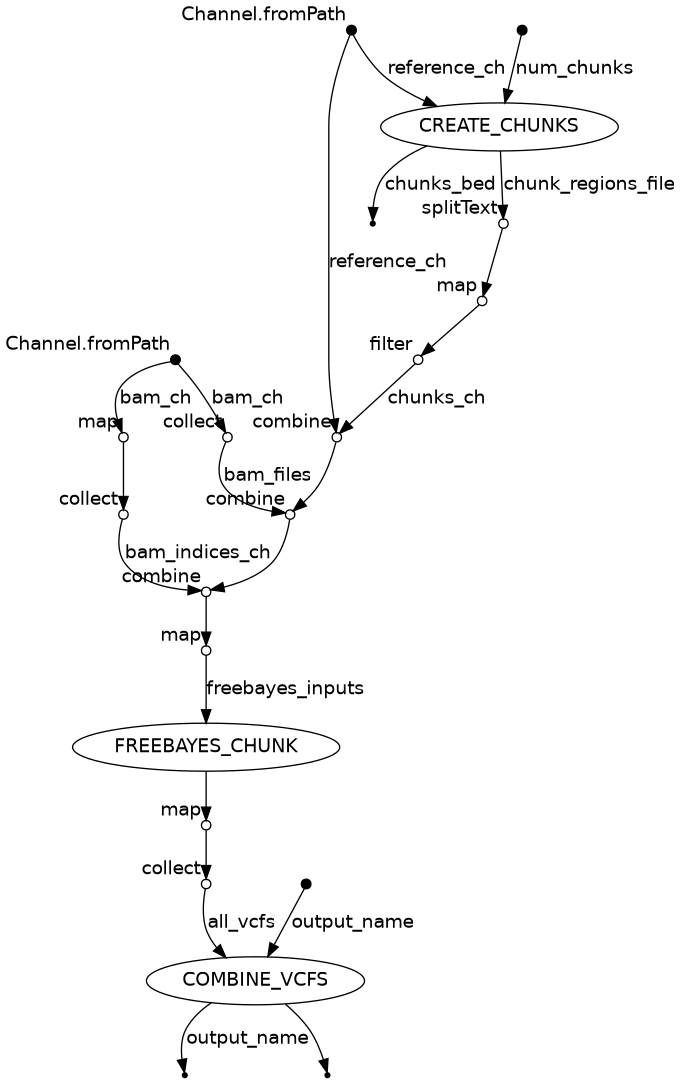 Channel.fromPath
reference_ch
num_chunks
CREATE_CHUNKS
chunks_bed
chunk_regions_file
splitText
reference_ch
map
Channel.fromPath
filter
bam_ch
bam_ch
chunks_ch
map
collect
combine
bam_files
collect
combine
bam_indices_ch
combine
map
freebayes_inputs
FREEBAYES_CHUNK
map
collect
all_vcfs
output_name
COMBINE_VCFS
output_name